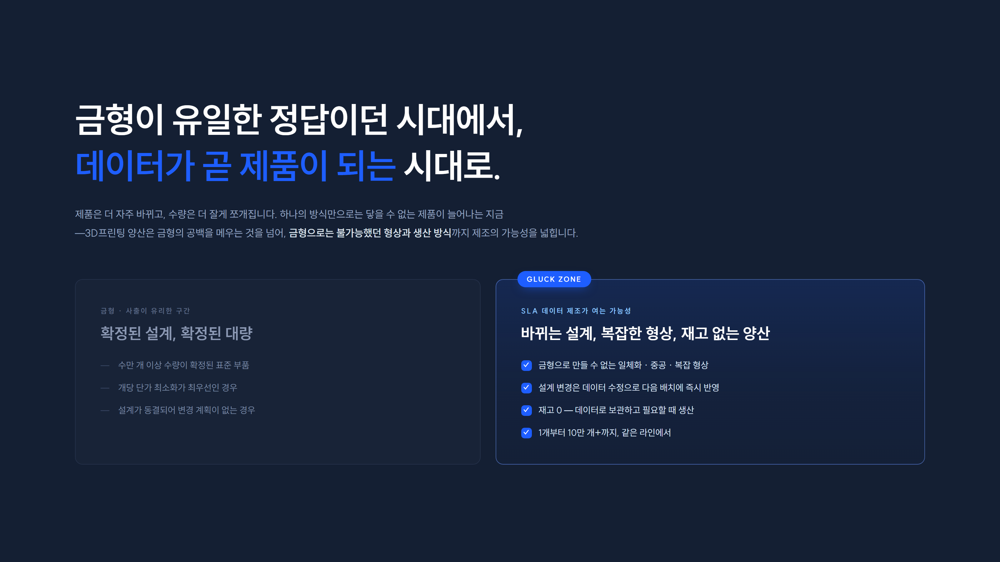 금형이 유일한 정답이던 시대에서,
데이터가 곧 제품이 되는 시대로.
제품은 더 자주 바뀌고, 수량은 더 잘게 쪼개집니다. 하나의 방식만으로는 닿을 수 없는 제품이 늘어나는 지금
—3D프린팅 양산은 금형의 공백을 메우는 것을 넘어, 금형으로는 불가능했던 형상과 생산 방식까지 제조의 가능성을 넓힙니다.
금형 · 사출이 유리한 구간
확정된 설계, 확정된 대량
— 수만 개 이상 수량이 확정된 표준 부품
— 개당 단가 최소화가 최우선인 경우
— 설계가 동결되어 변경 계획이 없는 경우
GLUCK ZONE
SLA 데이터 제조가 여는 가능성
바뀌는 설계, 복잡한 형상, 재고 없는 양산
금형으로 만들 수 없는 일체화 · 중공 · 복잡 형상
설계 변경은 데이터 수정으로 다음 배치에 즉시 반영
재고 0 — 데이터로 보관하고 필요할 때 생산
1개부터 10만 개+까지, 같은 라인에서